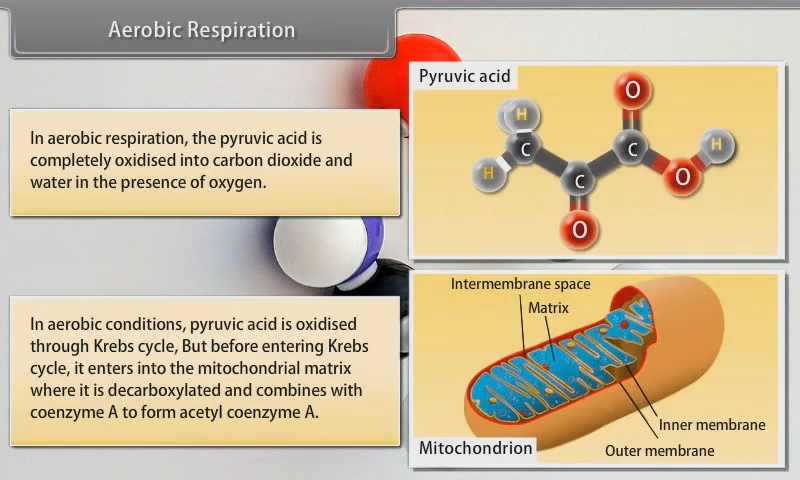 Aerobic Respiration
In aerobic respiration, the pyruvic acid is
completely oxidised into carbon dioxide and
water in the presence of oxygen.
In aerobic conditions, pyruvic acid is oxidised
through Krebs cycle, But before entering Krebs
cycle, it enters into the mitochondrial matrix
where it is decarboxylated and combines with
coenzyme A to form acetyl coenzyme A.
Pyruvic acid
O
H
C
C
H
H
C
O
O
Intermembrane space
Matrix
Inner membrane
Mitochondrion
Outer membrane